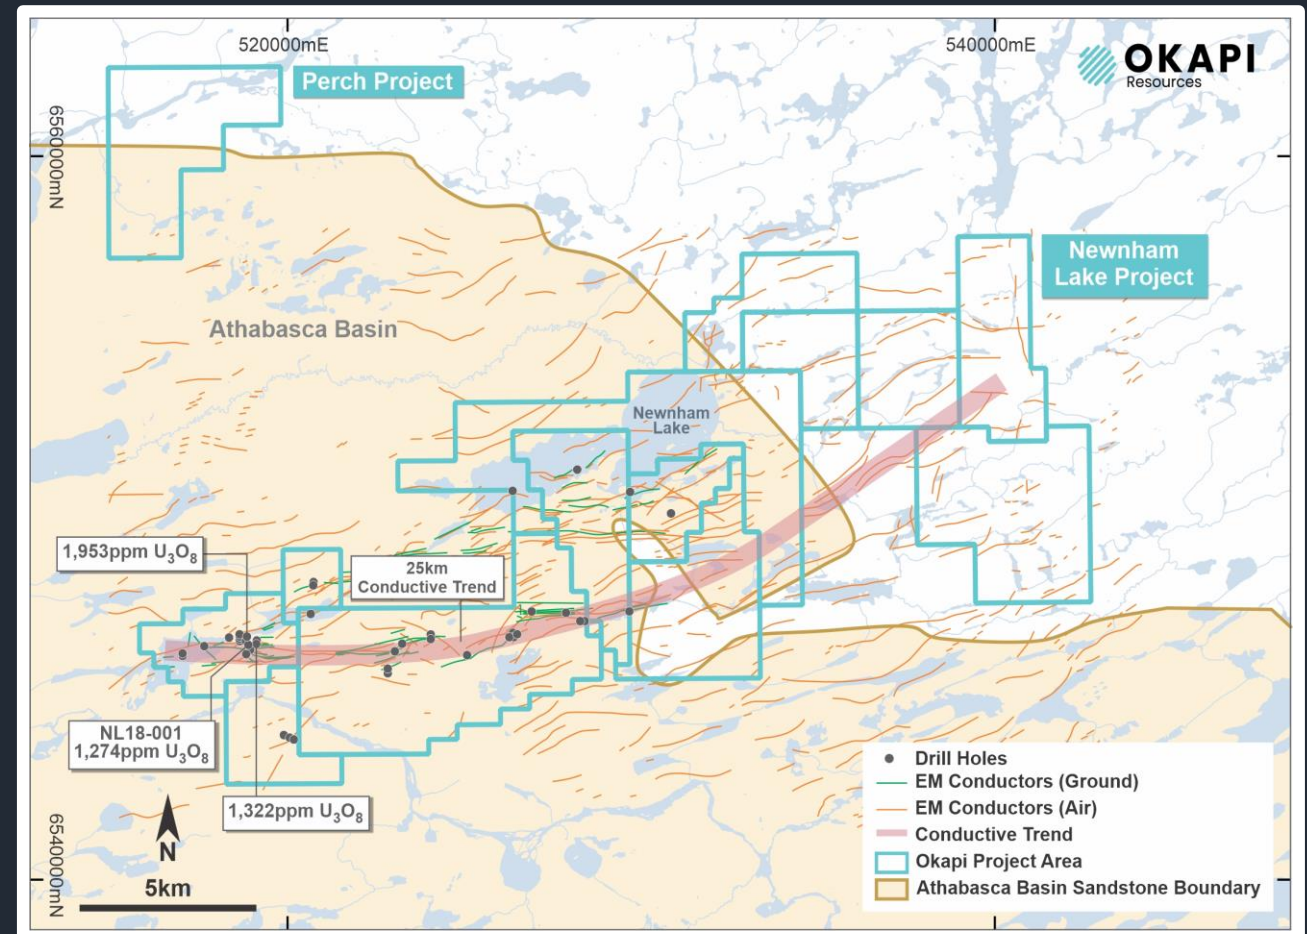 520000mE
540000mE
OKAPI
Resources
Perch Project
6560000mN
Newnham
Lake Project
Athabasca Basin
Newnham
Lake
1,953ppm U₃O₈
25km
Conductive Trend
NL18-001
1,274ppm U₃O₈
1,322ppm U₃O₈
6540000mN
N
5km
Drill Holes
EM Conductors (Ground)
EM Conductors (Air)
Conductive Trend
Okapi Project Area
Athabasca Basin Sandstone Boundary